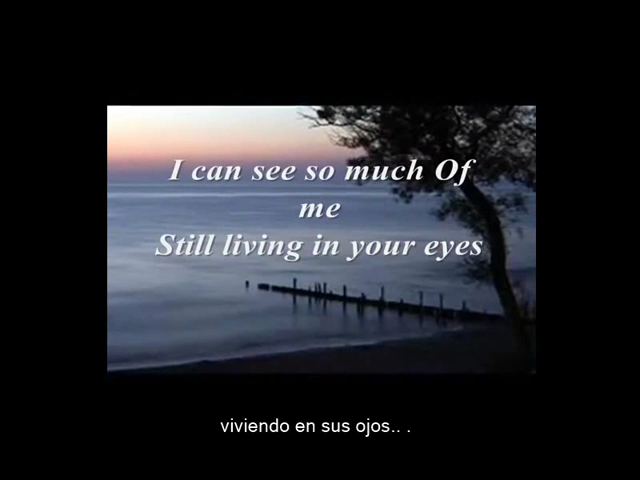 I can see so much Of
me
Still living in your eyes
viviendo en sus ojos.. .